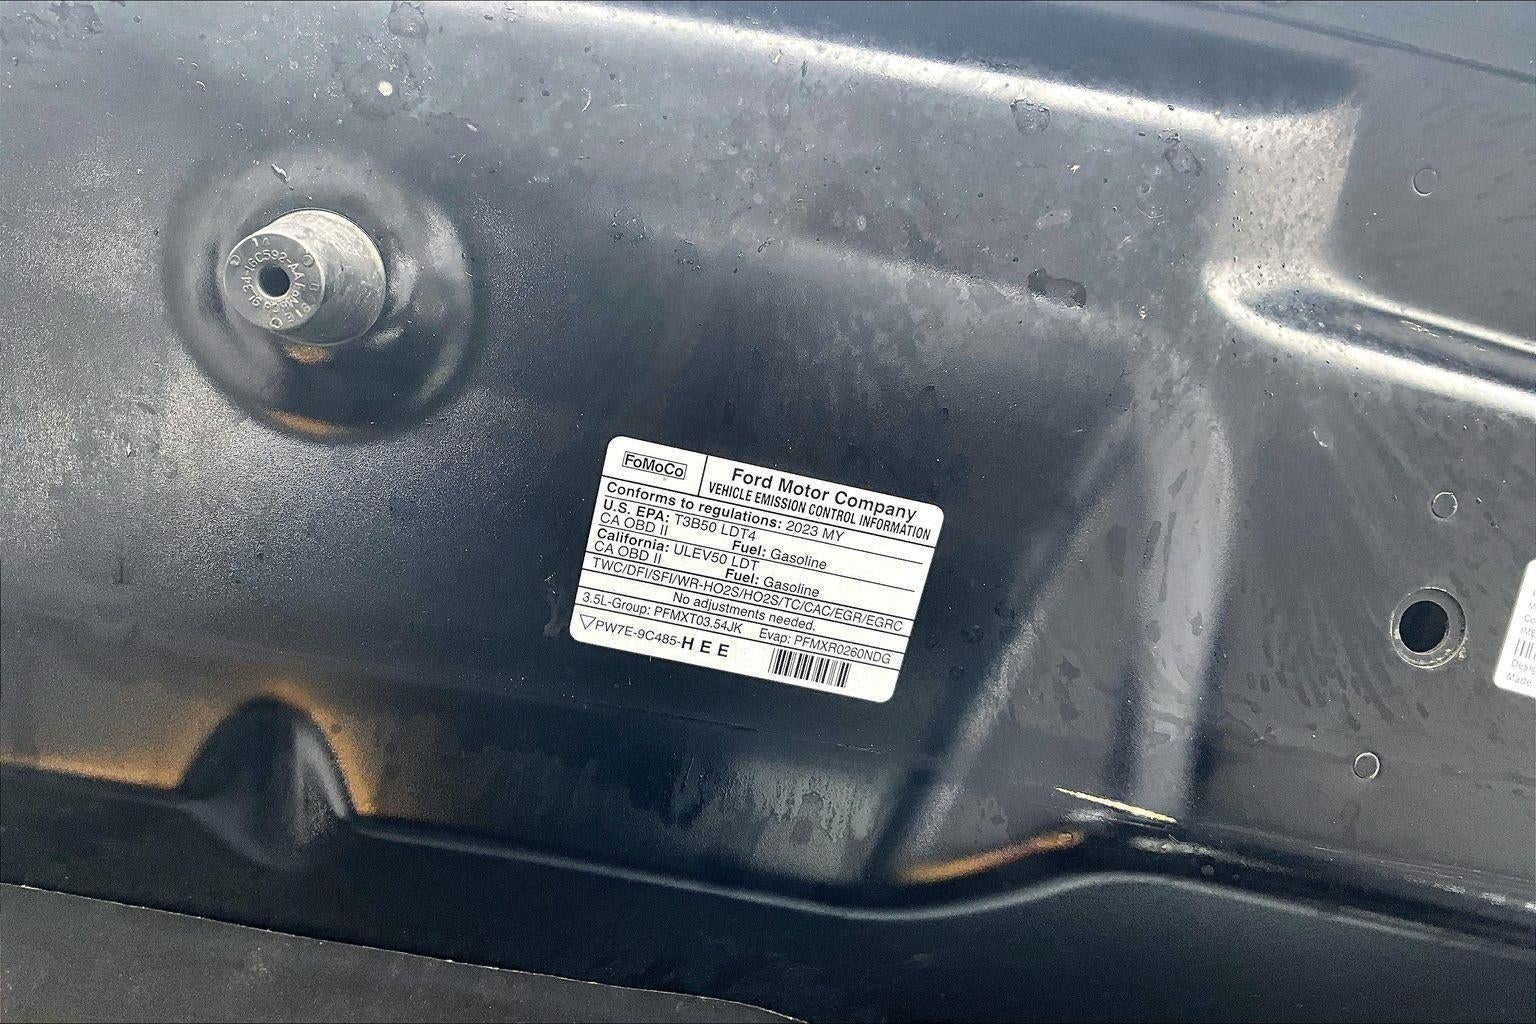 FoMoCo
Ford Motor Company
VEHICLE EMISSION CONTROL INFORMATION
Conforms to regulations: 2023 MY
U.S. EPA: T3B50 LDT4
CA OBD II Fuel: Gasoline
California: ULEV50 LDT
CA OBD II Fuel: Gasoline
TWC/DFI/SFI/WR-HO2S/HO2S/TC/CAC/EGR/EGRC
No adjustments needed.
3.5L-Group: PFMXT03.54JK Evap: PFMXR0260NDG
PW7E-9C485-HEE
Design
Made